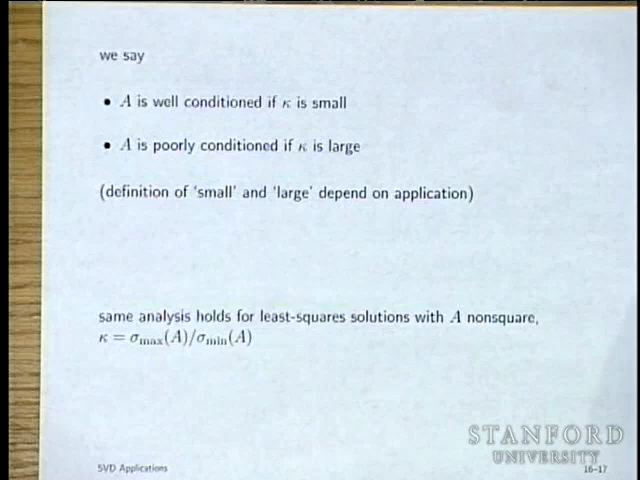 we say
• A is well conditioned if κ is small
• A is poorly conditioned if κ is large
(definition of 'small' and 'large' depend on application)
same analysis holds for least-squares solutions with A nonsquare,
κ = σmax(A)/σmin(A)
STANFORD
UNIVERSITY
SVD Applications
16–17